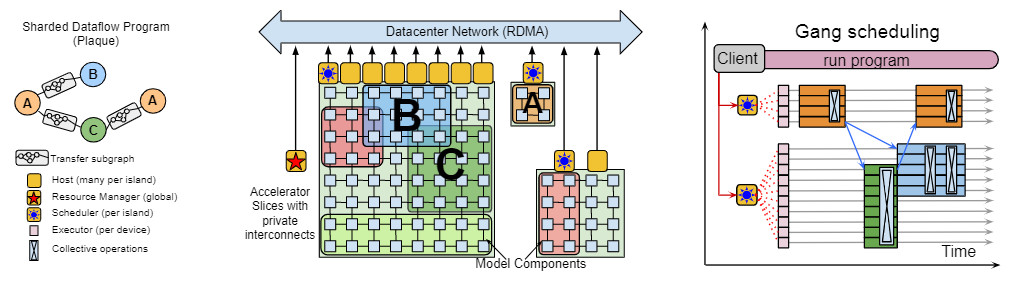 Sharded Dataflow Program
(Plaque)
B
A
A
C
Transfer subgraph
Host (many per island)
Resource Manager (global)
Scheduler (per island)
Executor (per device)
Collective operations
Datacenter Network (RDMA)
B
A
C
Accelerator
Slices with
private
interconnects
Model Components
Gang scheduling
Client
run program
Time